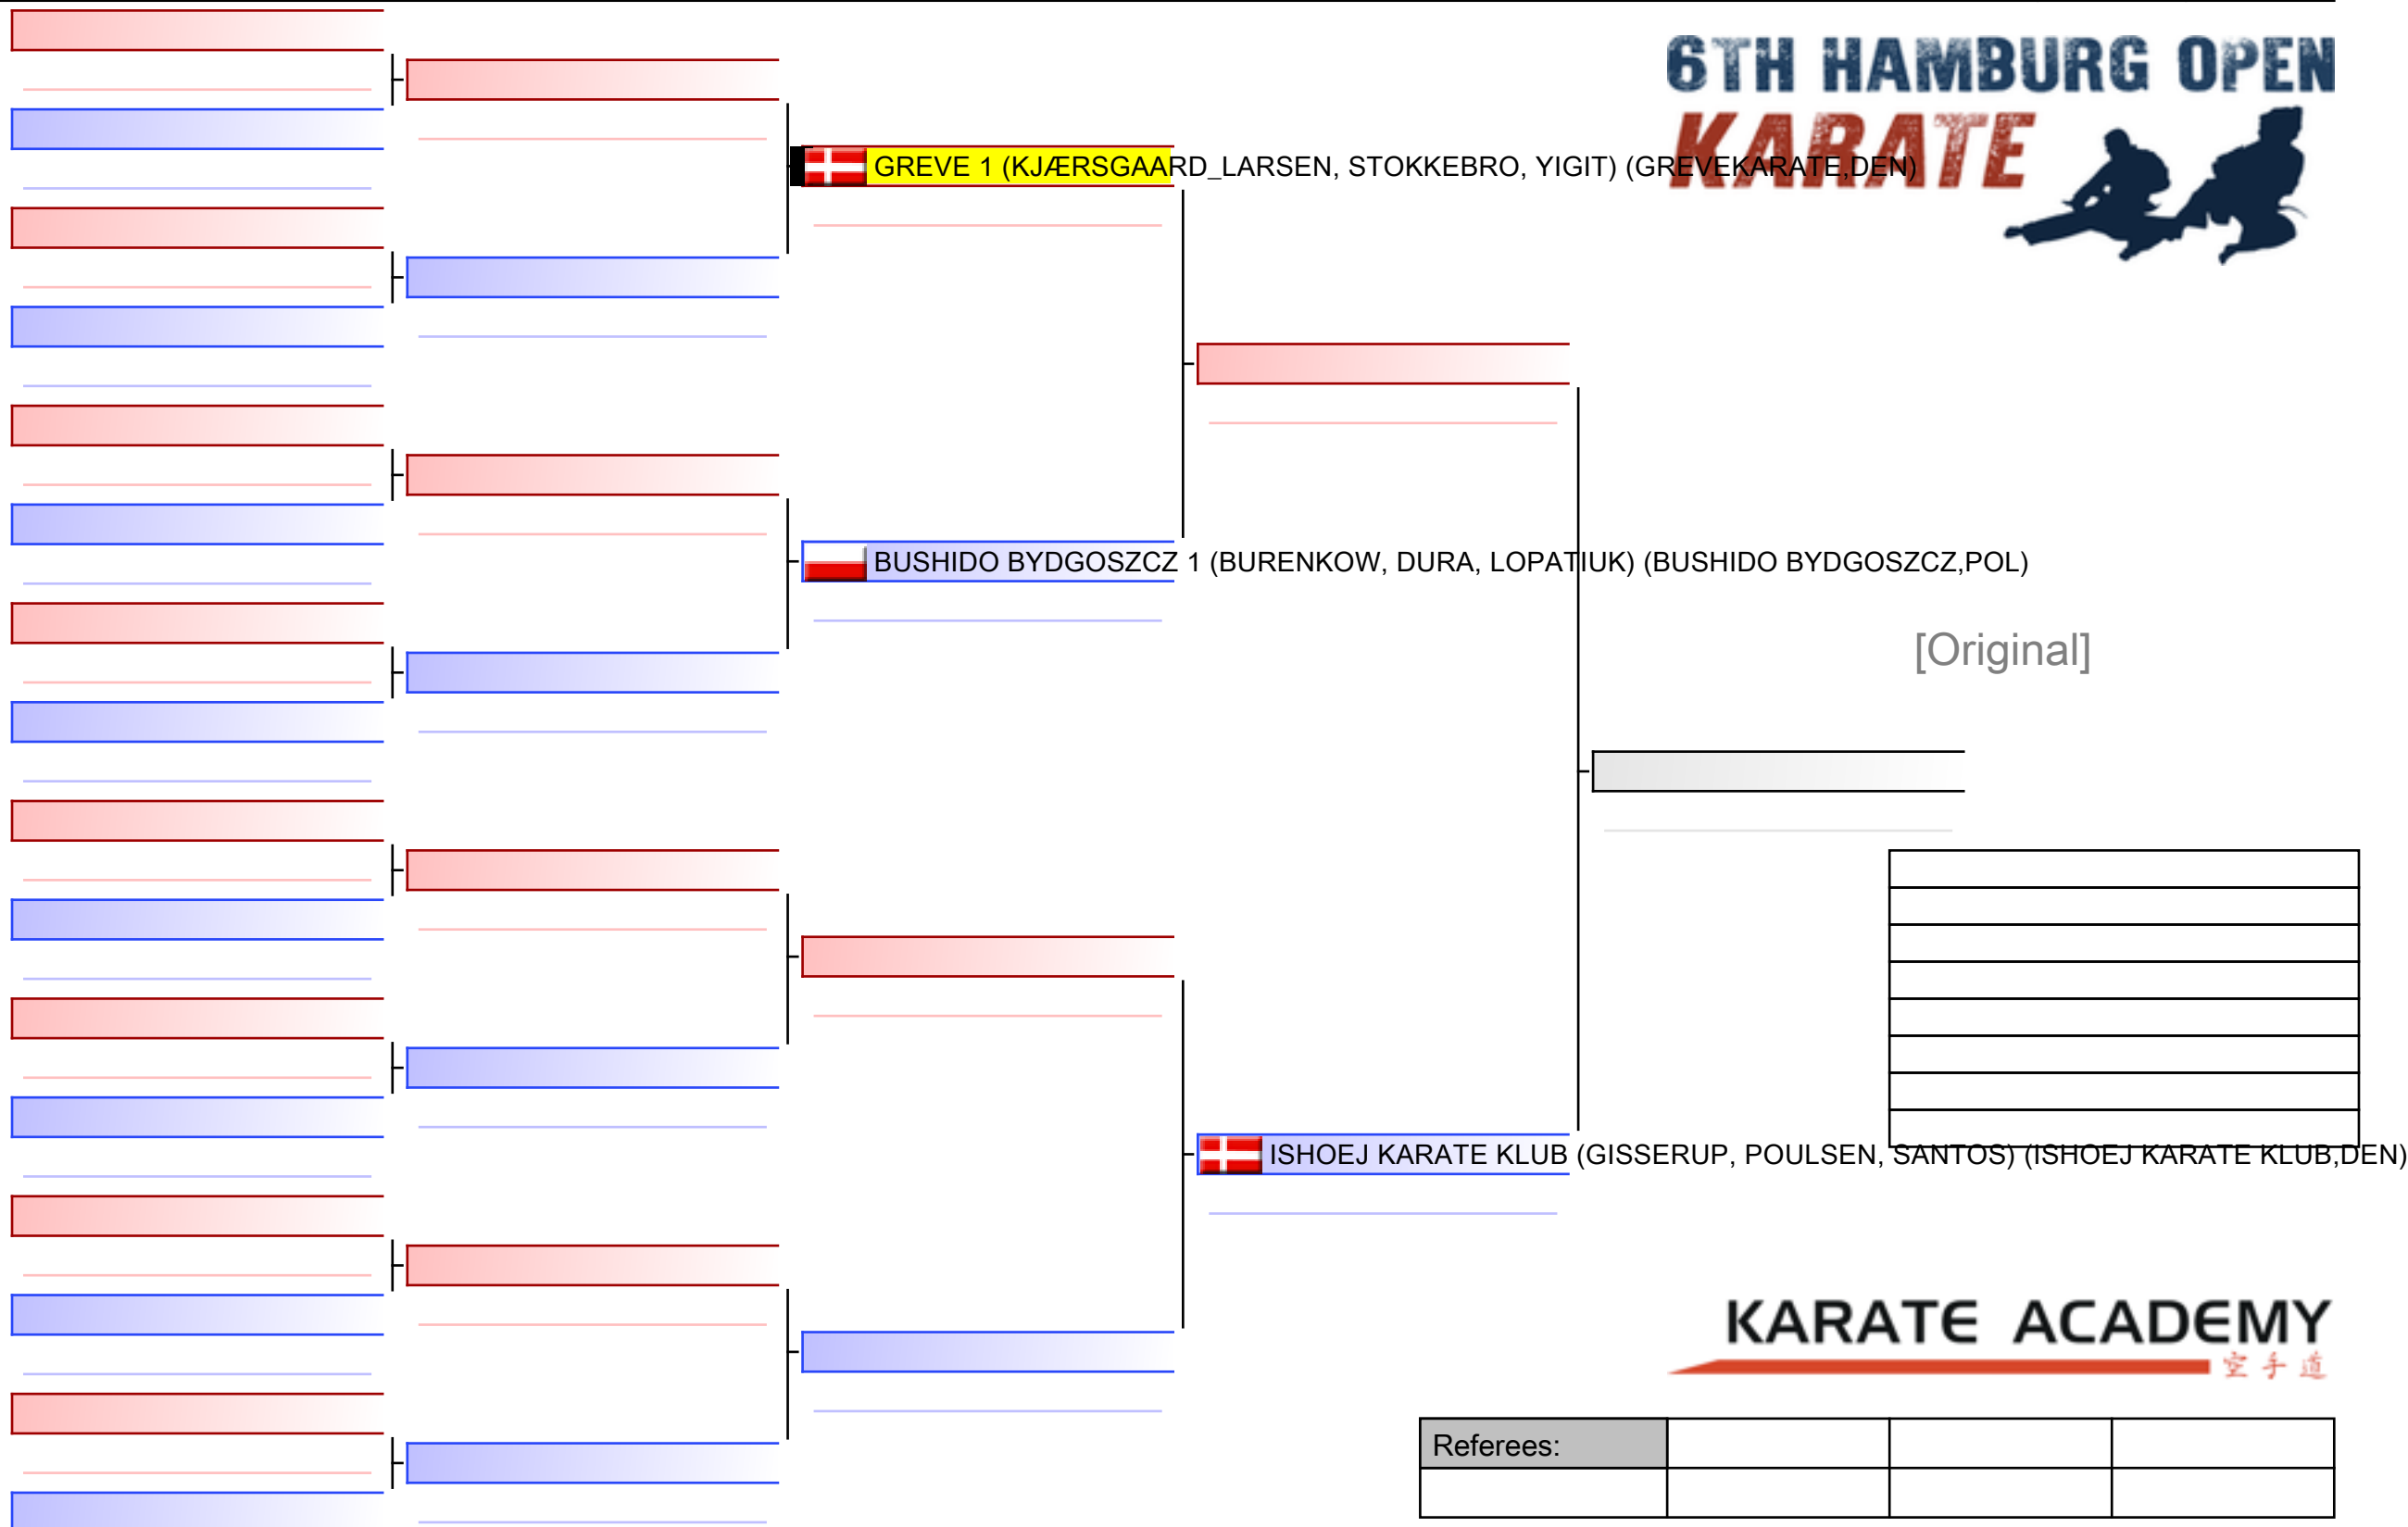 6TH HAMBURG OPEN
KARATE
GREVE 1 (KJÆRSGAARD_LARSEN, STOKKEBRO, YIGIT) (GREVEKARATE,DEN)
BUSHIDO BYDGOSZCZ 1 (BURENKOW, DURA, LOPATIUK) (BUSHIDO BYDGOSZCZ,POL)
[Original]
ISHOEJ KARATE KLUB (GISSERUP, POULSEN, SANTOS) (ISHOEJ KARATE KLUB,DEN)
KARATE ACADEMY
空手道
Referees: